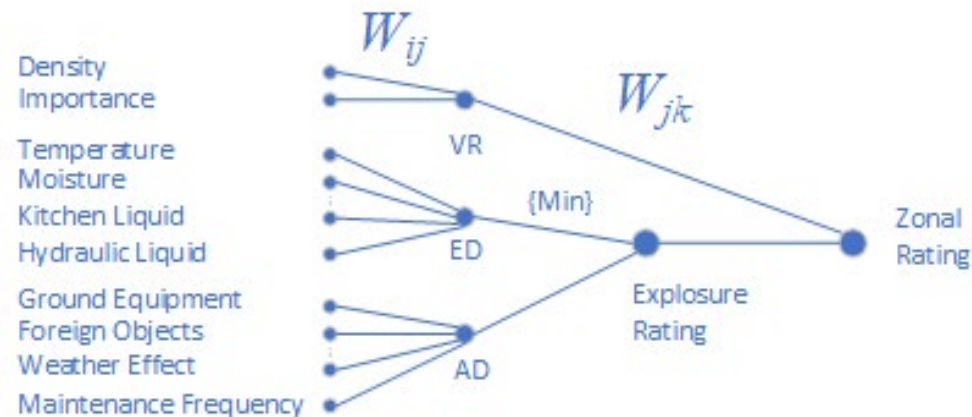 W_ij
Density
Importance
W_jk
Temperature
VR
Moisture
{Min}
Kitchen Liquid
Zonal
Rating
Hydraulic Liquid
ED
Ground Equipment
Explosure
Rating
Foreign Objects
Weather Effect
AD
Maintenance Frequency